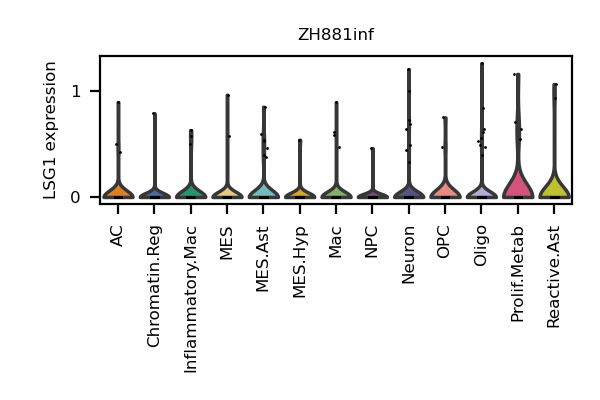 ZH881inf
LSG1 expression
1
0
AC
Chromatin.Reg
Inflammatory.Mac
MES
MES.Ast
MES.Hyp
Mac
NPC
Neuron
OPC
Oligo
Prolif.Metab
Reactive.Ast